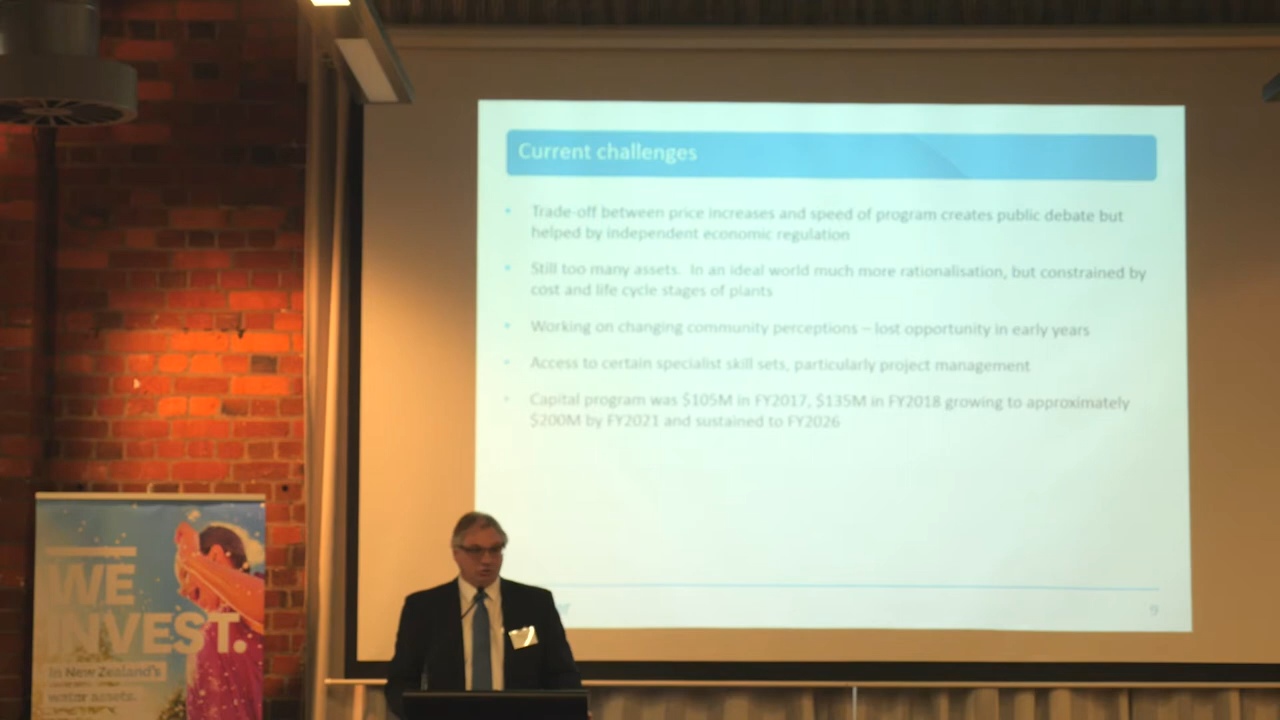 Current challenges
Trade-off between price increases and speed of program creates public debate but
helped by independent economic regulation
Still too many assets. In an ideal world much more rationalisation, but constrained by
cost and life cycle stages of plants
Working on changing community perceptions – lost opportunity in early years
Access to certain specialist skill sets, particularly project management
Capital program was $105M in FY2017, $135M in FY2018 growing to approximately
$200M by FY2021 and sustained to FY2026
9
WE
INVEST.
In New Zealand's
water assets.